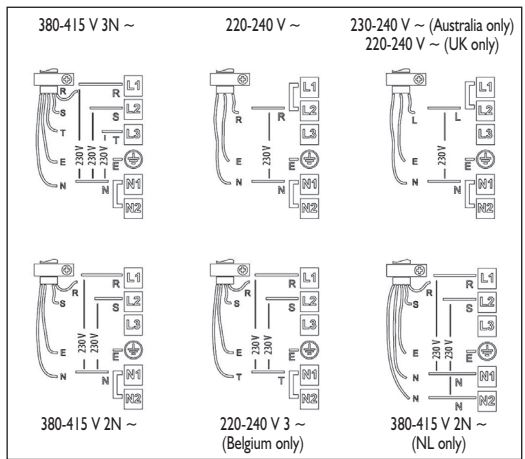 380-415 V 3N ~
220-240 V ~
230-240 V ~ (Australia only)
220-240 V ~ (UK only)
R
S
T
E
N
R
S
T
E
N
230 V
230 V
230 V
L1
L2
L3
N1
N2
R
E
N
R
E
N
230 V
L1
L2
L3
N1
N2
L
E
N
L
E
N
230 V
L1
L2
L3
N1
N2
R
S
E
N
R
S
E
N
230 V
230 V
L1
L2
L3
N1
N2
R
S
E
T
R
S
E
T
230 V
230 V
L1
L2
L3
N1
N2
R
S
E
N
N
R
S
E
N
N
230 V
230 V
L1
L2
L3
N1
N2
380-415 V 2N ~
220-240 V 3 ~
(Belgium only)
380-415 V 2N ~
(NL only)